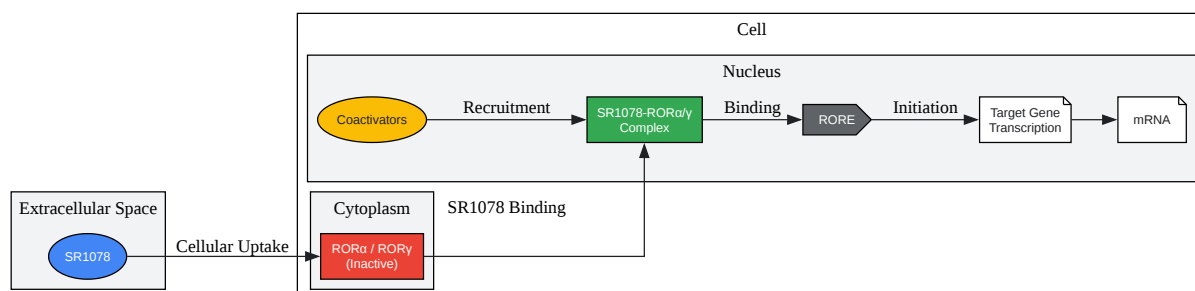 Cell
Nucleus
Coactivators
Recruitment
SR1078-RORα/γ
Complex
Binding
RORE
Initiation
Target Gene
Transcription
mRNA
Extracellular Space
SR1078
Cellular Uptake
Cytoplasm
RORα / RORγ
(Inactive)
SR1078 Binding